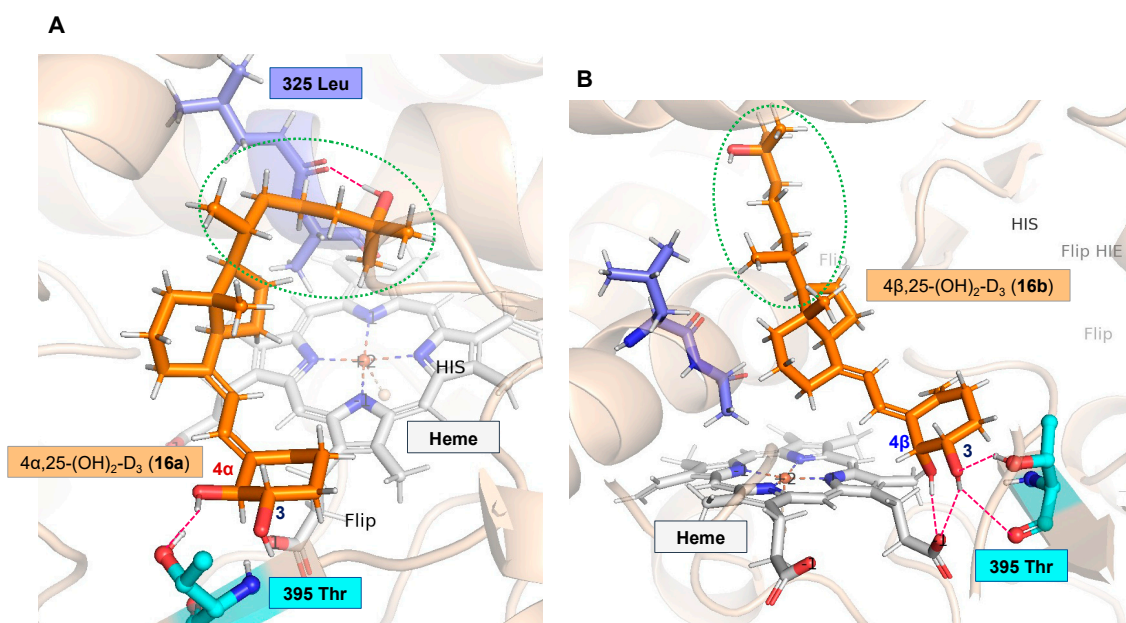 A
325 Leu
HIS
Heme
4α,25-(OH)₂-D₃ (16a)
4α
3
Flip
395 Thr
B
HIS
Flip
Flip HIE
4β,25-(OH)₂-D₃ (16b)
Flip
4β
3
Heme
395 Thr